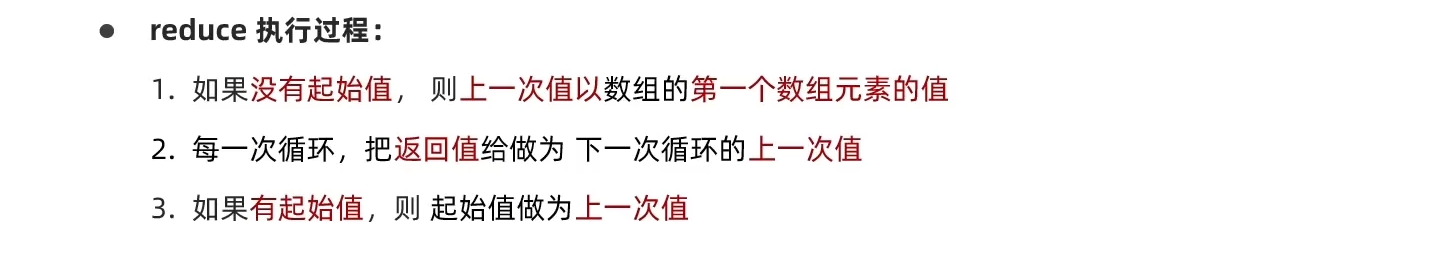 ● reduce 执行过程：
1. 如果没有起始值， 则上一次值以数组的第一个数组元素的值
2. 每一次循环，把返回值给做为 下一次循环的上一次值
3. 如果有起始值，则 起始值做为上一次值